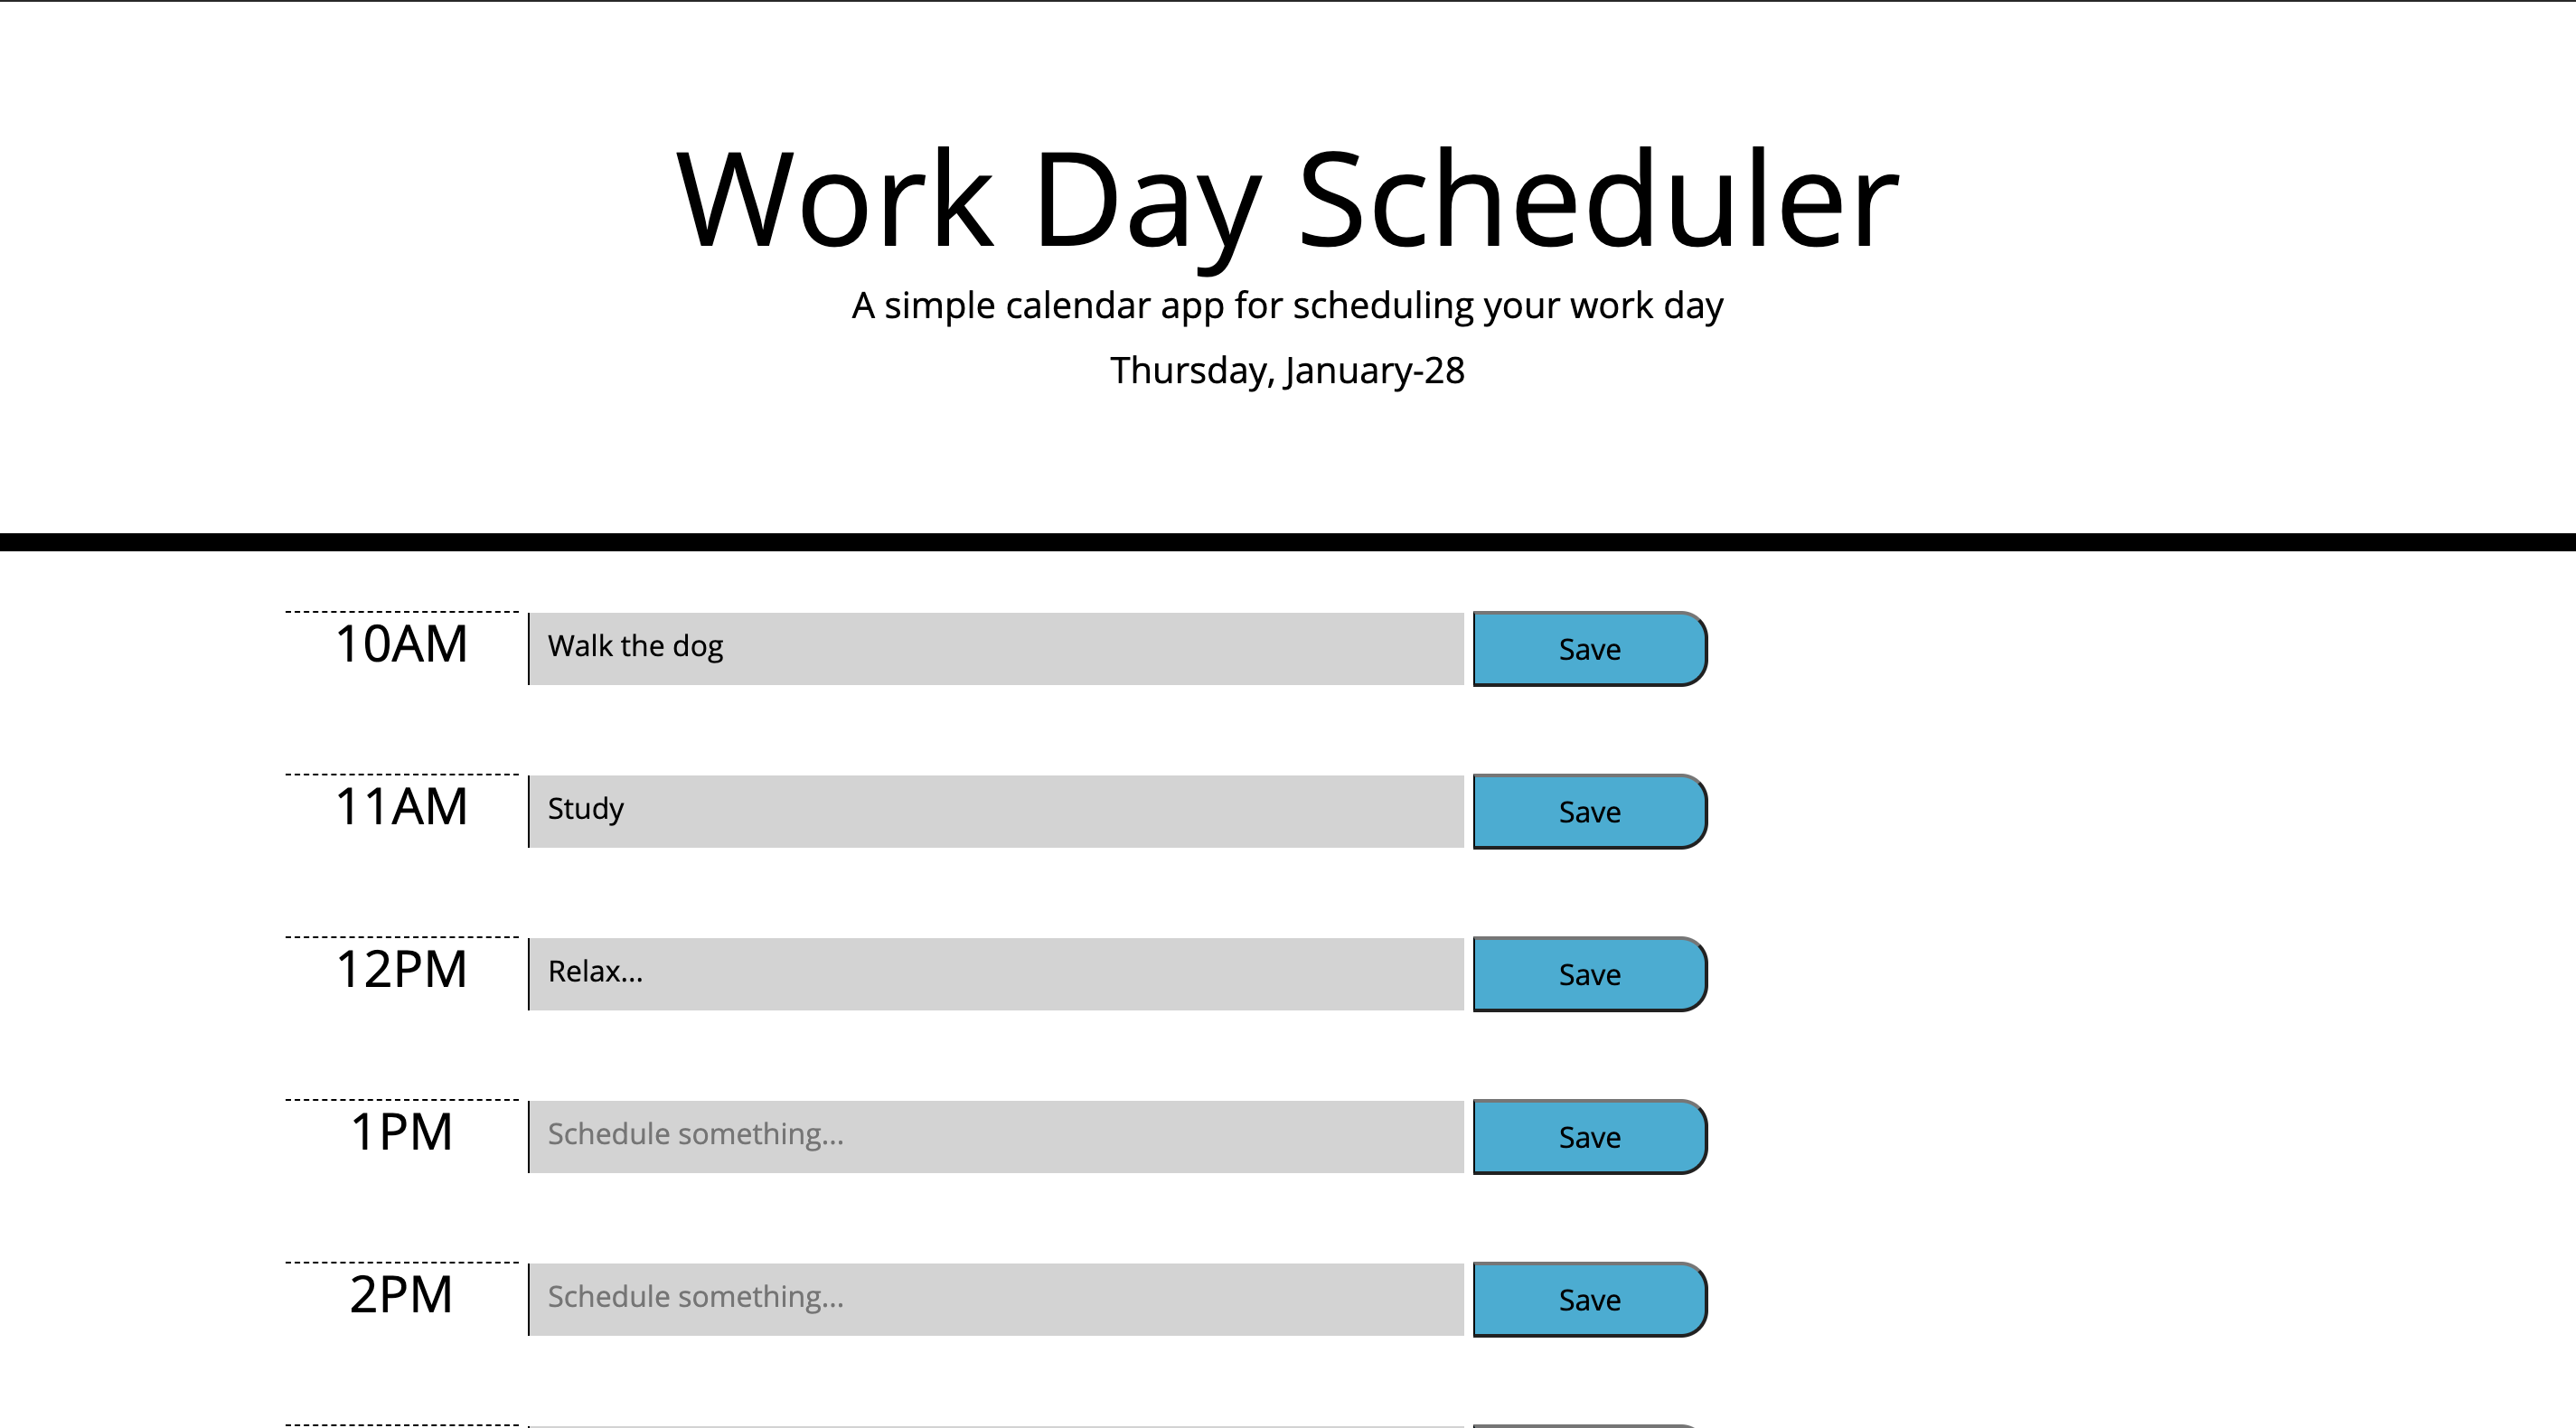 Work Day Scheduler
A simple calendar app for scheduling your work day
Thursday, January-28
10AM Walk the dog Save
11AM Study Save
12PM Relax... Save
1PM Schedule something... Save
2PM Schedule something... Save